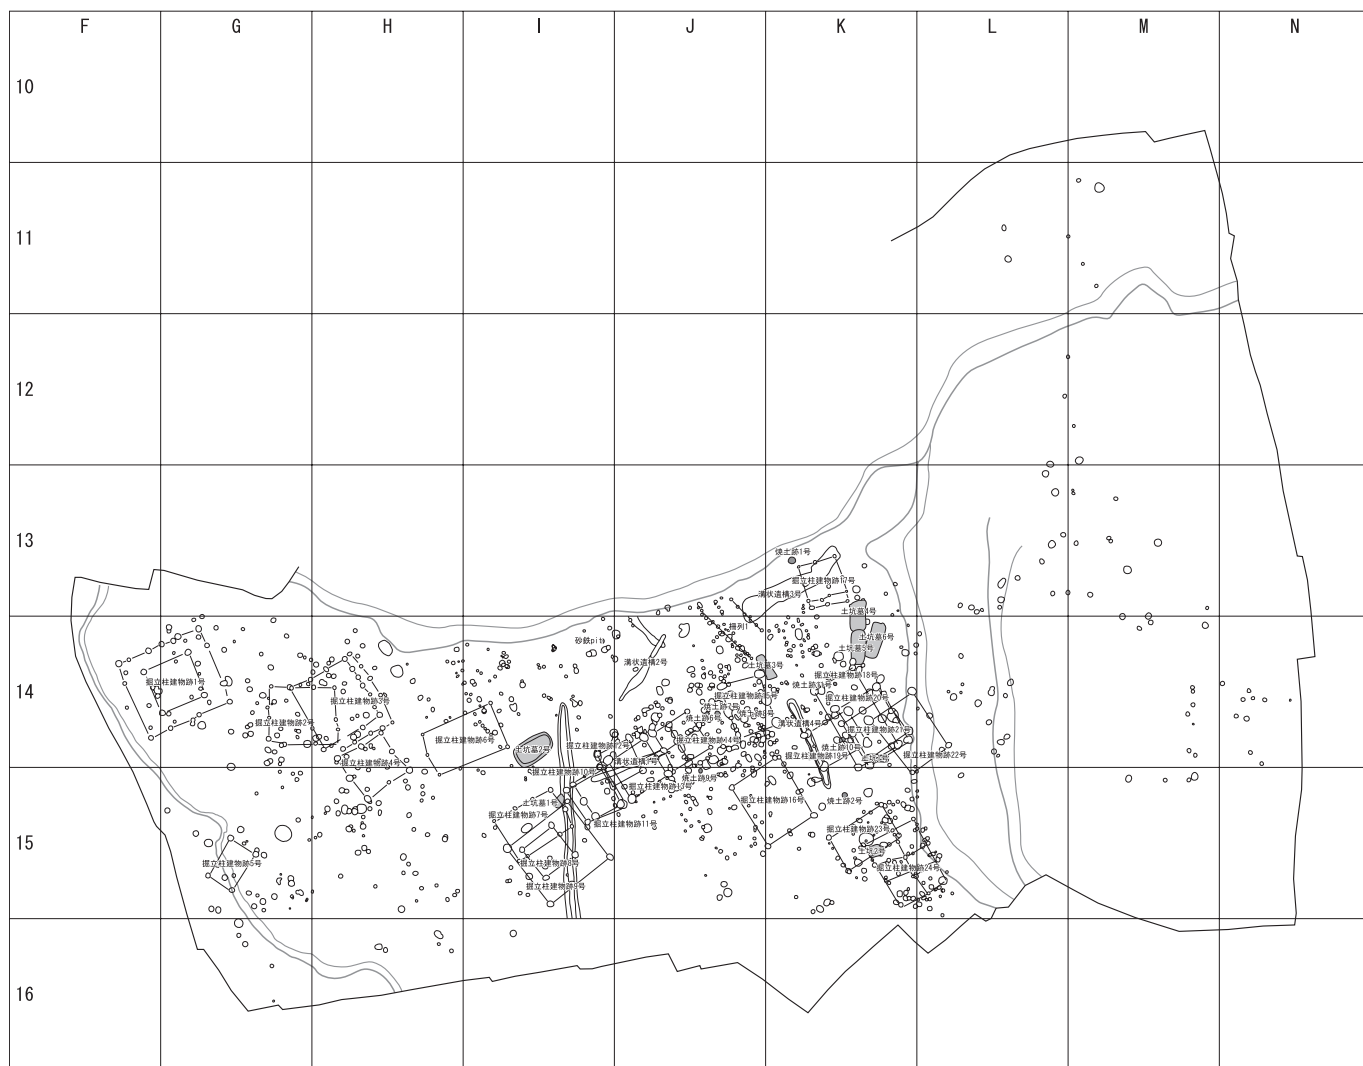 F G H I J K L M N
10
11
12
13
14
15
16
焼土跡1号
掘立柱建物跡17号
溝状遺構3号
土坑墓4号
柵列1
土坑墓6号
砂鉄pit
土坑墓5号
溝状遺構2号
土坑墓3号
掘立柱建物跡18号
掘立柱建物跡1号
掘立柱建物跡3号
掘立柱建物跡15号
掘立柱建物跡20号
焼土跡7号
焼土跡6号
掘立柱建物跡2号
溝状遺構4号
掘立柱建物跡21号
掘立柱建物跡6号
掘立柱建物跡14号
掘立柱建物跡12号
焼土跡10号
土坑墓2号
掘立柱建物跡22号
掘立柱建物跡19号
掘立柱建物跡4号
溝状遺構1号
掘立柱建物跡10号
焼土跡9号
掘立柱建物跡13号
掘立柱建物跡16号
焼土跡2号
土坑墓1号
掘立柱建物跡7号
掘立柱建物跡11号
掘立柱建物跡23号
土坑2号
掘立柱建物跡5号
掘立柱建物跡8号
掘立柱建物跡24号
掘立柱建物跡9号